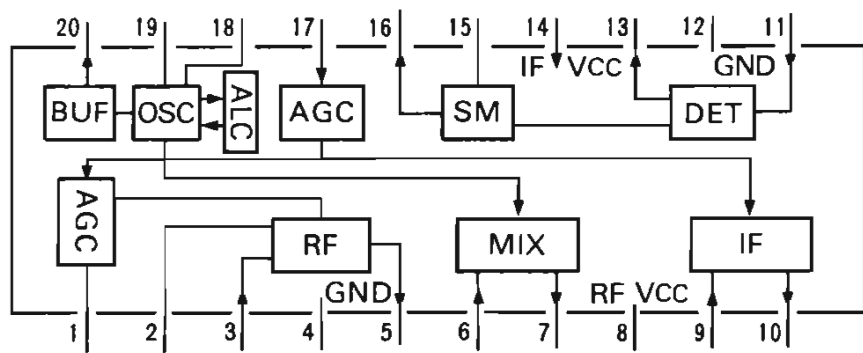 20 19 18 17 16 15 14 13 12 11
IF VCC GND
BUF OSC ALC AGC SM DET
AGC RF MIX IF
GND RF VCC
1 2 3 4 5 6 7 8 9 10